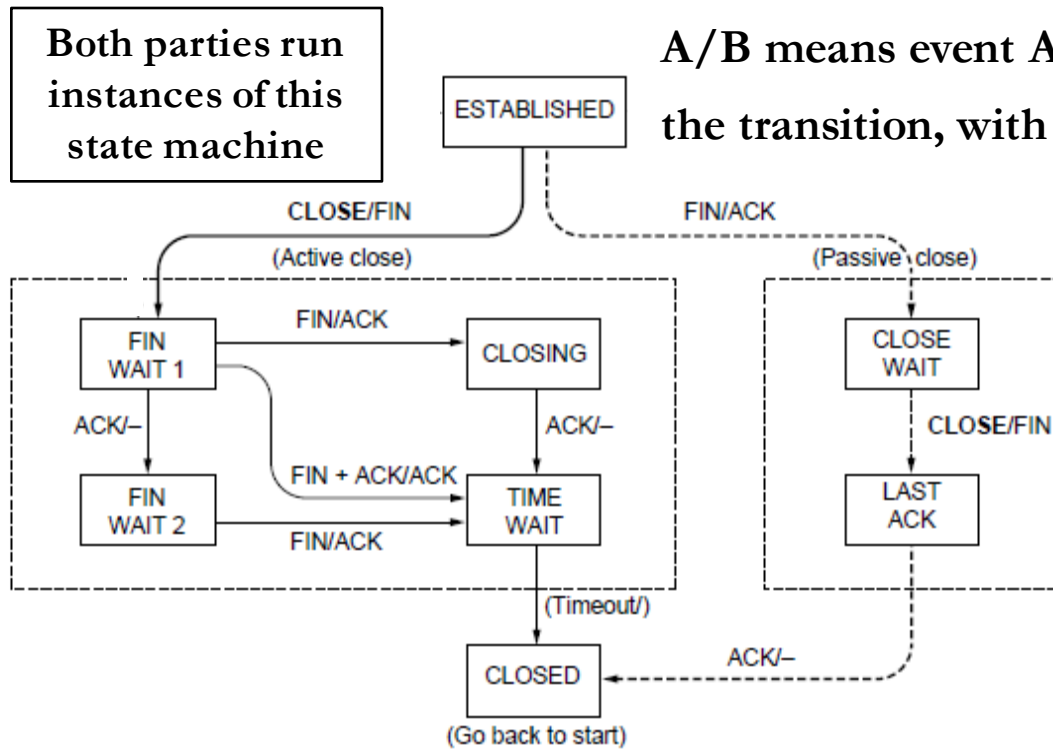 Both parties run
instances of this
state machine
A/B means event A
the transition, with
ESTABLISHED
CLOSE/FIN
FIN/ACK
(Active close)
(Passive close)
FIN
WAIT 1
FIN/ACK
CLOSING
CLOSE
WAIT
ACK/–
ACK/–
CLOSE/FIN
FIN + ACK/ACK
FIN
WAIT 2
FIN/ACK
TIME
WAIT
LAST
ACK
(Timeout/)
CLOSED
ACK/–
(Go back to start)